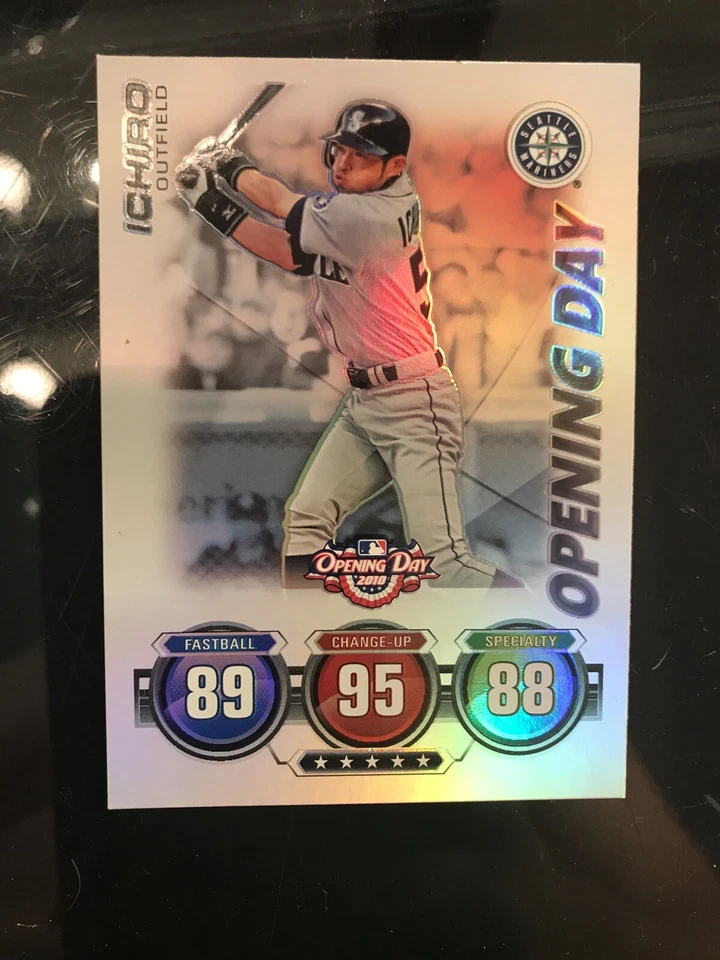 ICHIRO
OUTFIELD
SEATTLE
MARINERS
®
OPENING DAY
OPENING DAY
2010
FASTBALL
CHANGE-UP
SPECIALTY
89
95
88